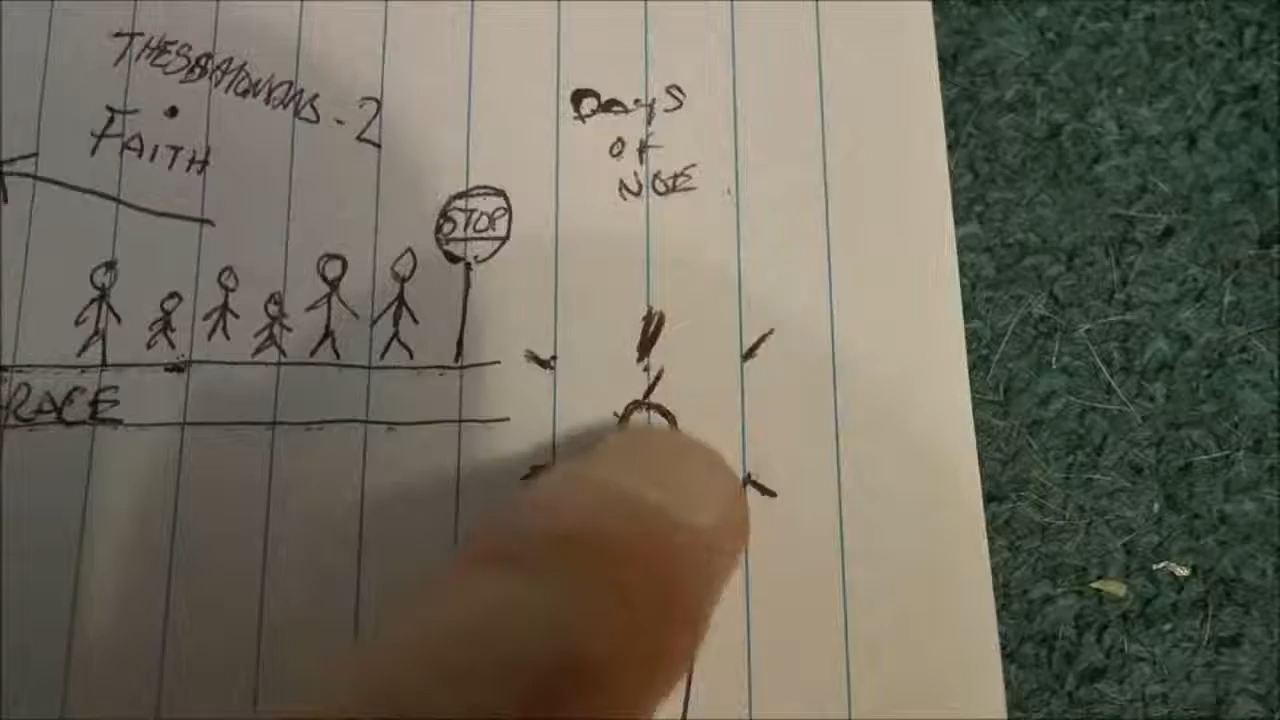 THESSALONIANS - 2
FAITH
STOP
RACE
Days
OF
NOE